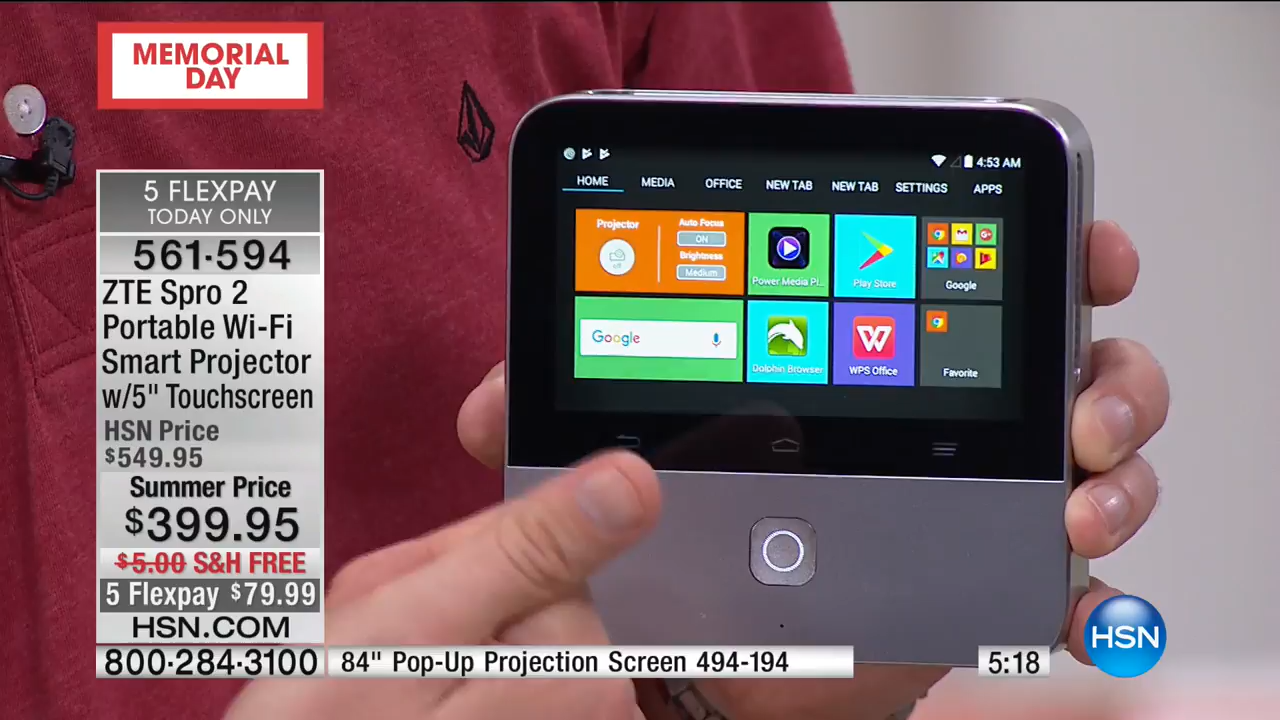 MEMORIAL
DAY
5 FLEXPAY
TODAY ONLY
561·594
ZTE Spro 2
Portable Wi-Fi
Smart Projector
w/5" Touchscreen
HSN Price
$549.95
Summer Price
$399.95
$5.00 S&H FREE
5 Flexpay $79.99
HSN.COM
800·284·3100
84" Pop-Up Projection Screen 494-194
5:18
HSN
4:53 AM
HOME MEDIA OFFICE NEW TAB NEW TAB SETTINGS APPS
Projector
Auto Focus
ON
Brightness
Medium
off
Power Media Pl...
Play Store
Google
Google
Dolphin Browser
WPS Office
Favorite